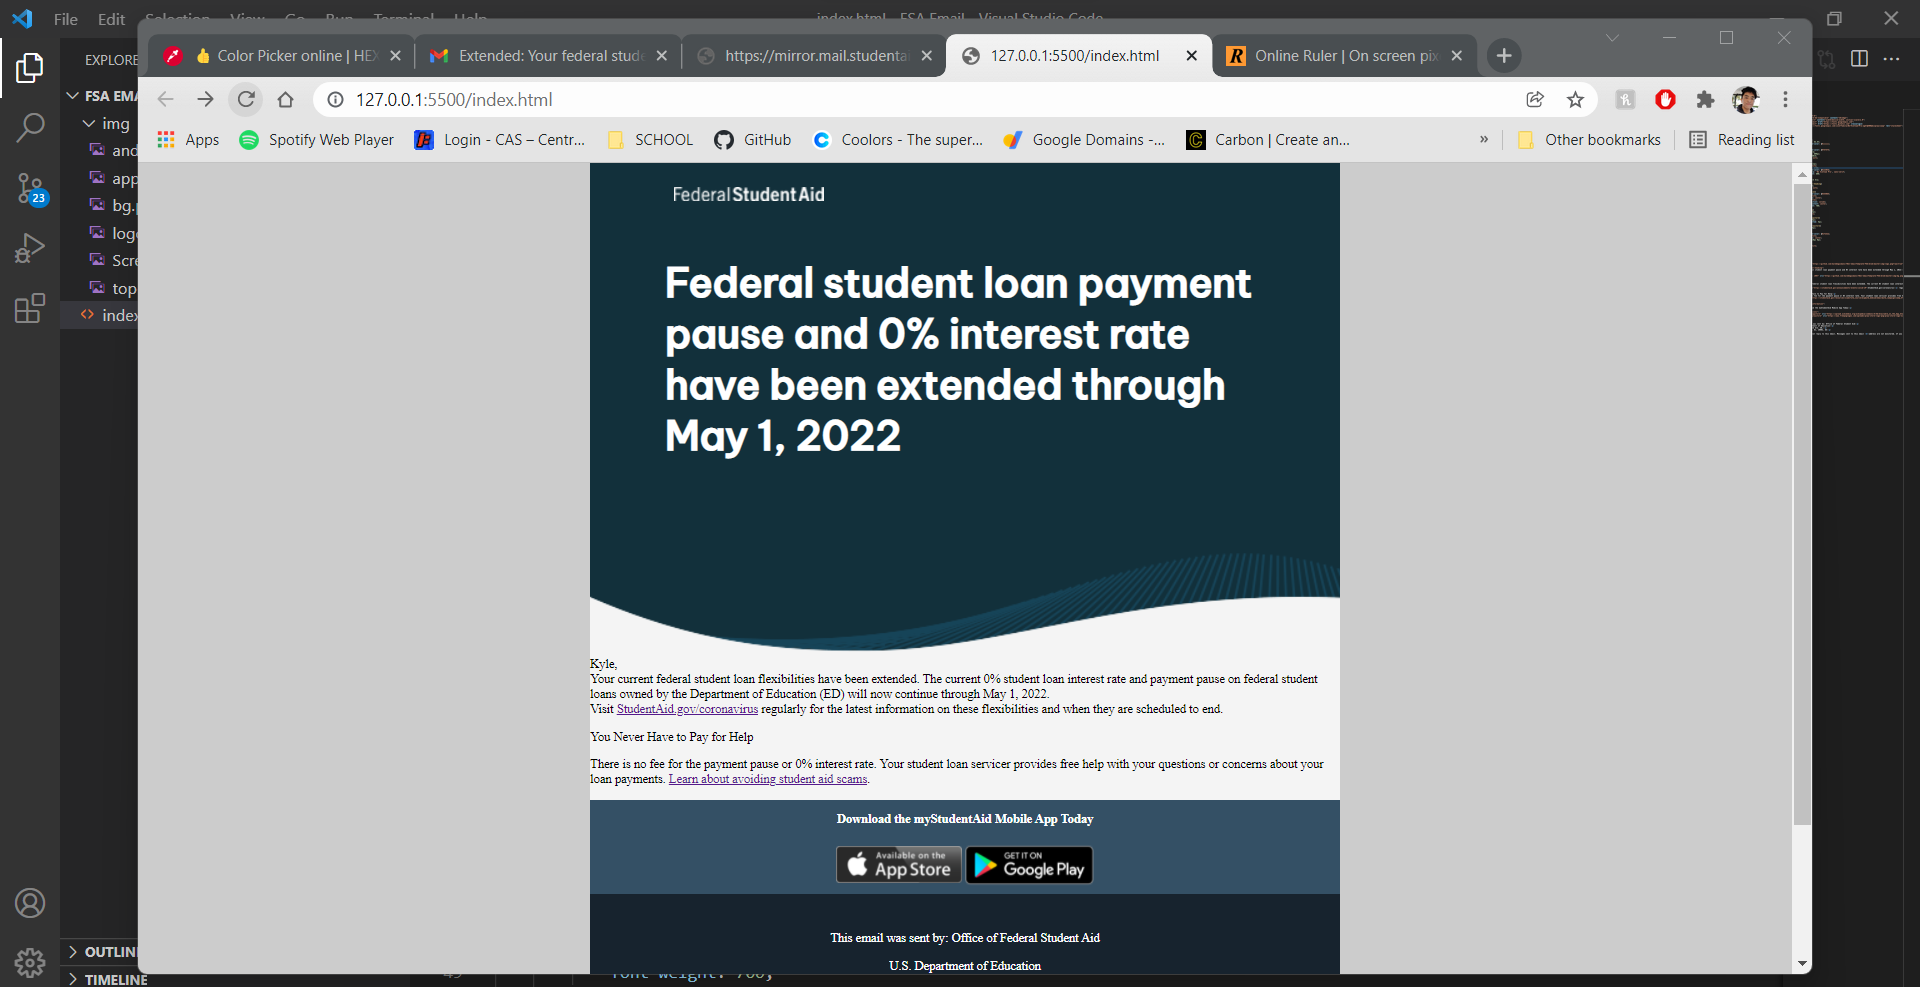 File Edit Selection View Go Run Terminal Help
index.html - FSA Email - Visual Studio Code
Color Picker online | HEX
Extended: Your federal stude
https://mirror.mail.studenta
127.0.0.1:5500/index.html
Online Ruler | On screen pix
127.0.0.1:5500/index.html
Apps
Spotify Web Player
Login - CAS – Centr...
SCHOOL
GitHub
Coolors - The super...
Google Domains -...
Carbon | Create an...
»
Other bookmarks
Reading list
EXPLORE
FSA EMA
img
and
app
bg.p
logo
Scre
top
index
23
OUTLIN
TIMELINE
Federal Student Aid
Federal student loan payment
pause and 0% interest rate
have been extended through
May 1, 2022
Kyle,
Your current federal student loan flexibilities have been extended. The current 0% student loan interest rate and payment pause on federal student
loans owned by the Department of Education (ED) will now continue through May 1, 2022.
Visit StudentAid.gov/coronavirus regularly for the latest information on these flexibilities and when they are scheduled to end.
You Never Have to Pay for Help
There is no fee for the payment pause or 0% interest rate. Your student loan servicer provides free help with your questions or concerns about your
loan payments. Learn about avoiding student aid scams.
Download the myStudentAid Mobile App Today
Available on the
App Store
GET IT ON
Google Play
This email was sent by: Office of Federal Student Aid
U.S. Department of Education
font-weight: 700;